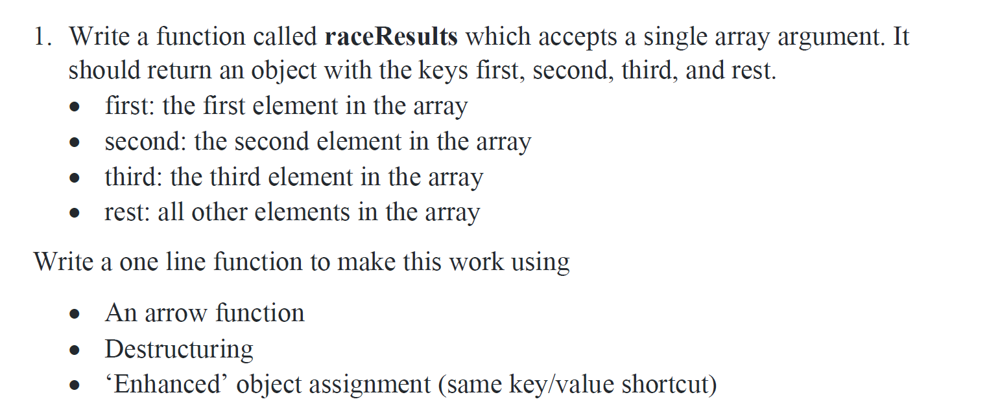 1. Write a function called raceResults which accepts a single array argument. It
should return an object with the keys first, second, third, and rest.
● first: the first element in the array
● second: the second element in the array
● third: the third element in the array
● rest: all other elements in the array
Write a one line function to make this work using
● An arrow function
● Destructuring
● ‘Enhanced’ object assignment (same key/value shortcut)